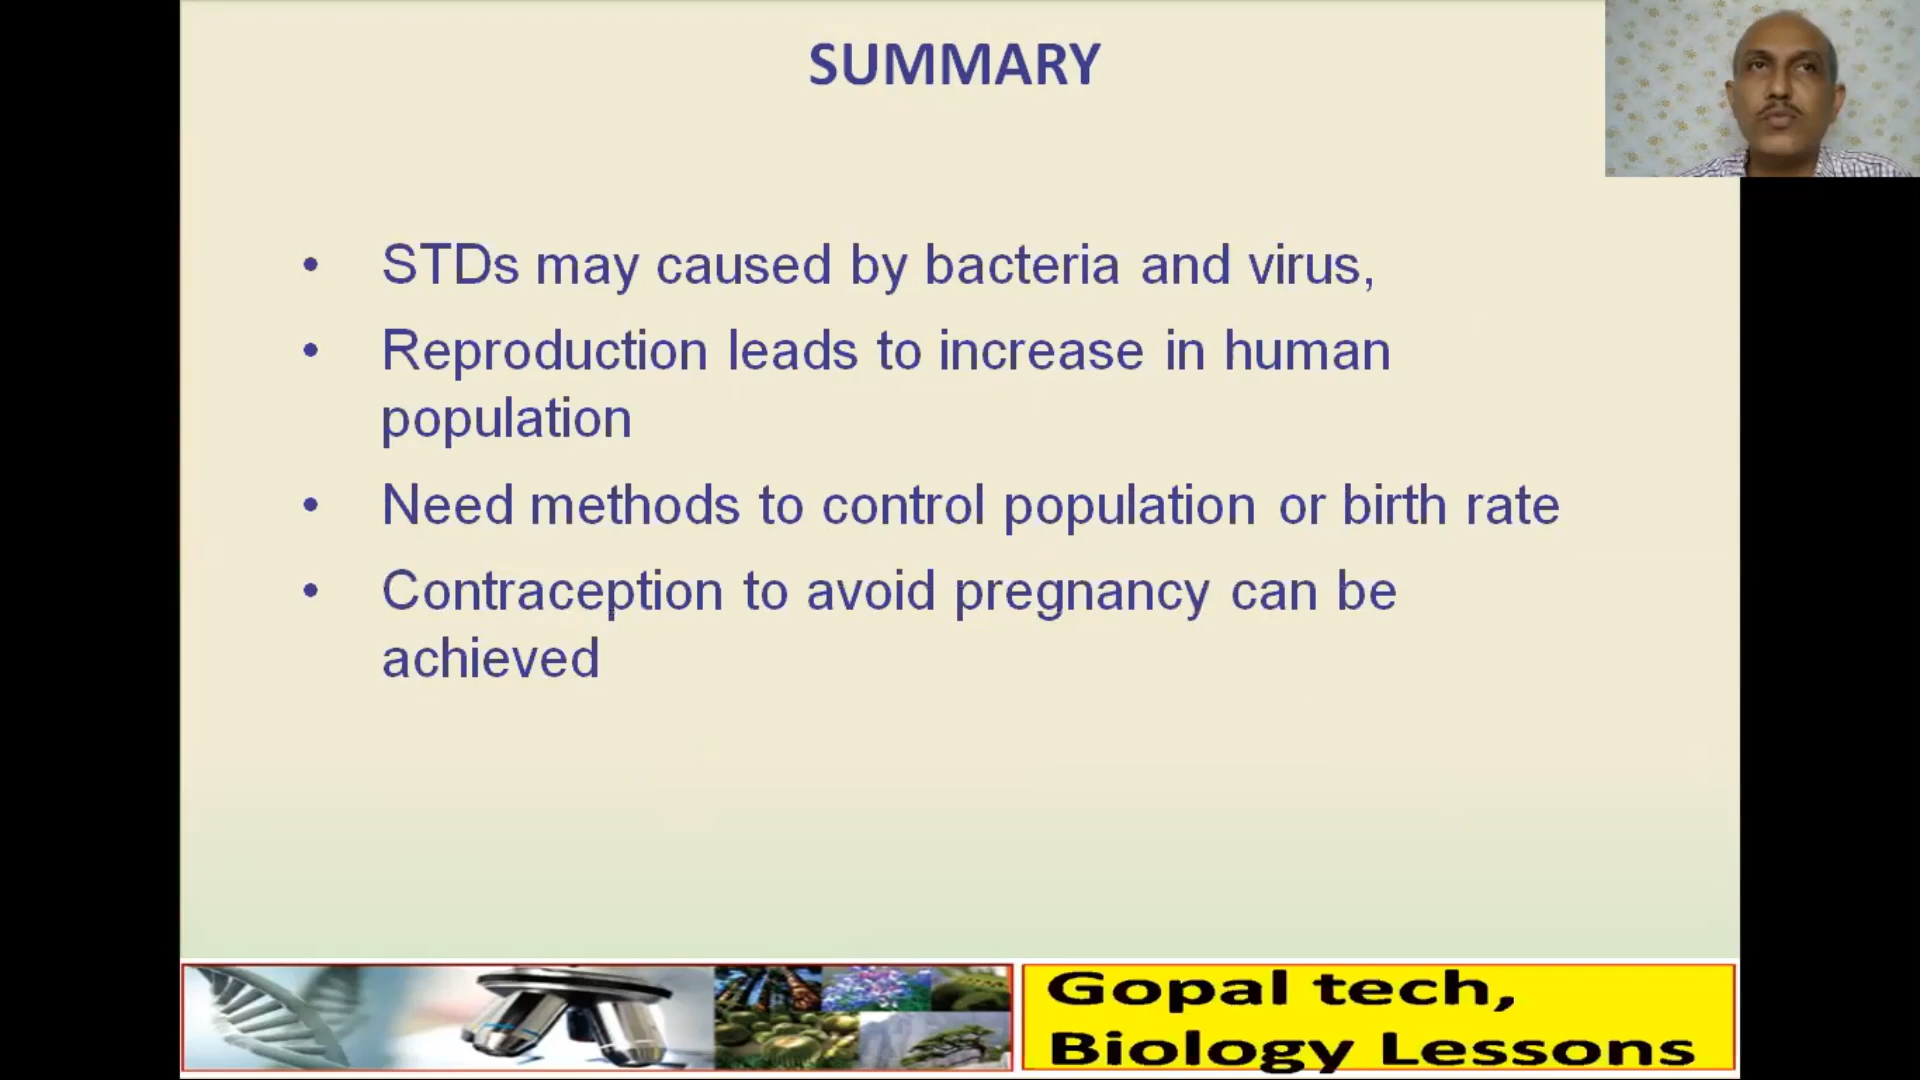 SUMMARY
• STDs may caused by bacteria and virus,
• Reproduction leads to increase in human
population
• Need methods to control population or birth rate
• Contraception to avoid pregnancy can be
achieved
Gopal tech,
Biology Lessons